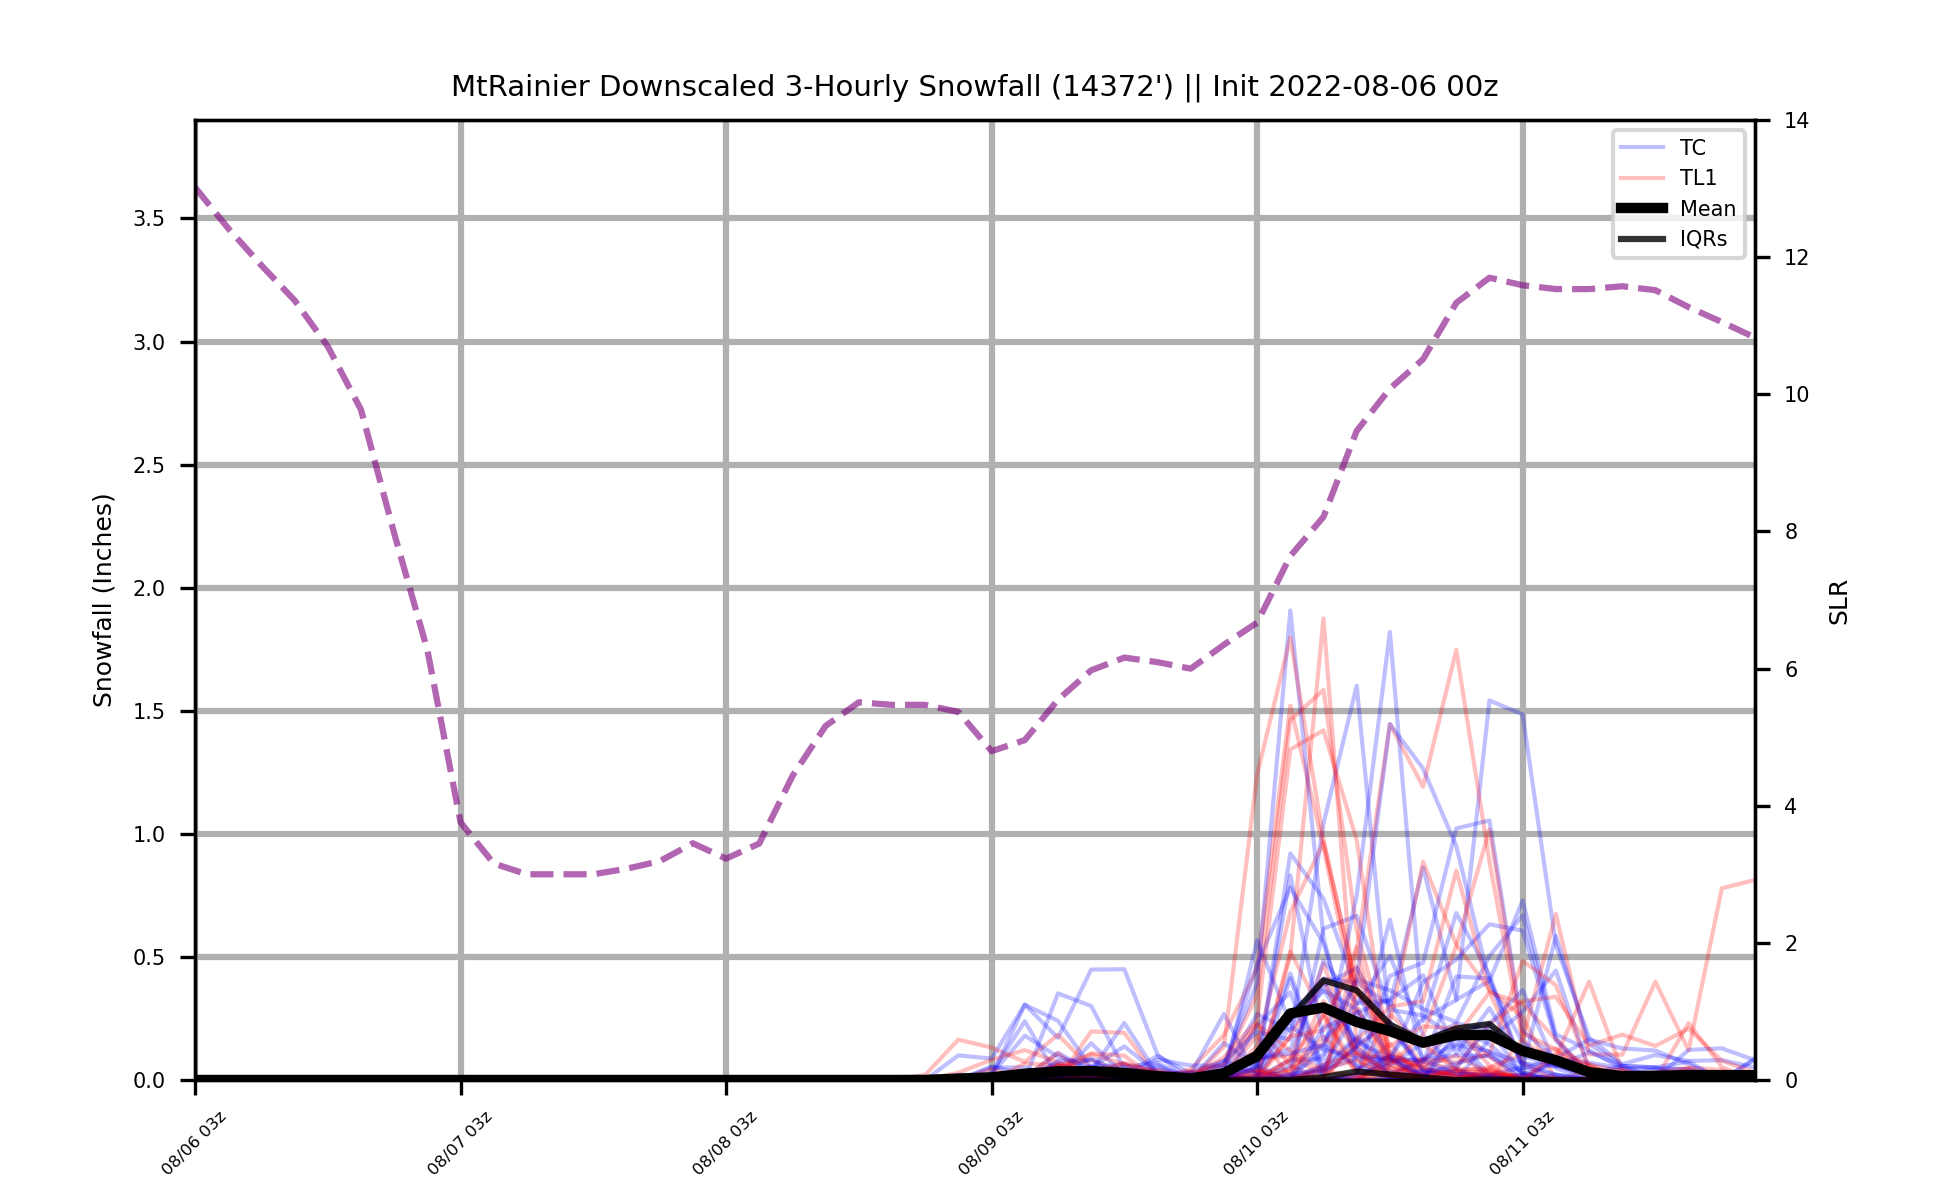 MtRainier Downscaled 3-Hourly Snowfall (14372') || Init 2022-08-06 00z
TC
TL1
Mean
IQRs
Snowfall (Inches)
3.5
3.0
2.5
2.0
1.5
1.0
0.5
0.0
14
12
10
8
6
4
2
0
SLR
08/06 03z
08/07 03z
08/08 03z
08/09 03z
08/10 03z
08/11 03z